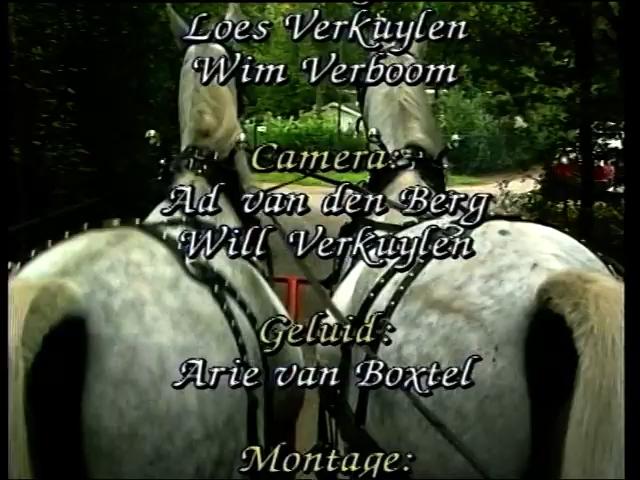 Loes Verkuylen
Wim Verboom
Camera:
Ad van den Berg
Will Verkuylen
Geluid:
Arie van Boxtel
Montage: